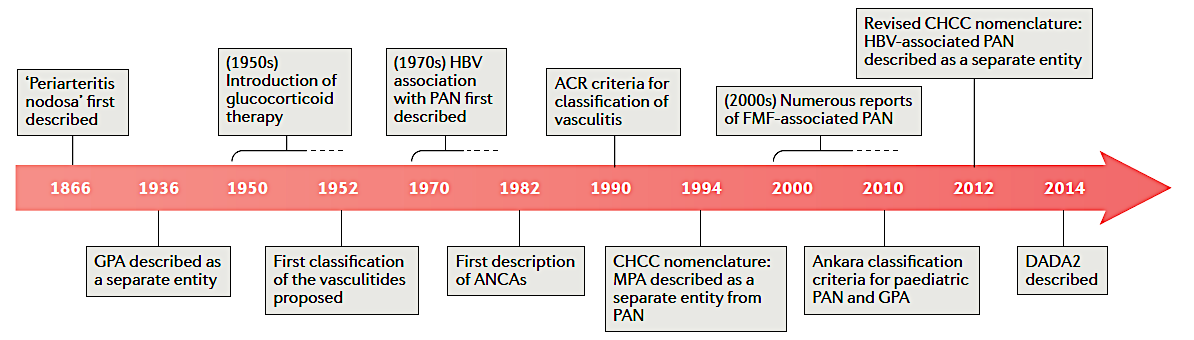 ‘Periarteritis
nodosa’ first
described
(1950s)
Introduction of
glucocorticoid
therapy
(1970s) HBV
association
with PAN first
described
ACR criteria for
classification of
vasculitis
(2000s) Numerous reports
of FMF-associated PAN
Revised CHCC nomenclature:
HBV-associated PAN
described as a separate entity
1866 1936 1950 1952 1970 1982 1990 1994 2000 2010 2012 2014
GPA described as
a separate entity
First classification
of the vasculitides
proposed
First description
of ANCAs
CHCC nomenclature:
MPA described as a
separate entity from
PAN
Ankara classification
criteria for paediatric
PAN and GPA
DADA2
described